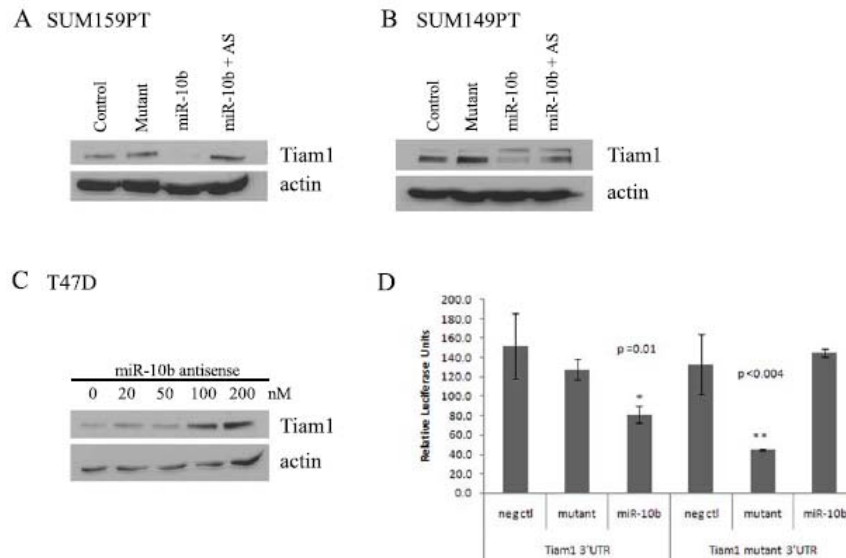 A SUM159PT
Control
Mutant
miR-10b
miR-10b + AS
Tiam1
actin
B SUM149PT
Control
Mutant
miR-10b
miR-10b + AS
Tiam1
actin
C T47D
miR-10b antisense
0 20 50 100 200 nM
Tiam1
actin
D
Relative Luciferase Units
200.0
180.0
160.0
140.0
120.0
100.0
80.0
60.0
40.0
20.0
0.0
p=0.01
p<0.004
*
**
neg ctl mutant miR-10b neg ctl mutant miR-10b
Tiam1 3'UTR Tiam1 mutant 3'UTR